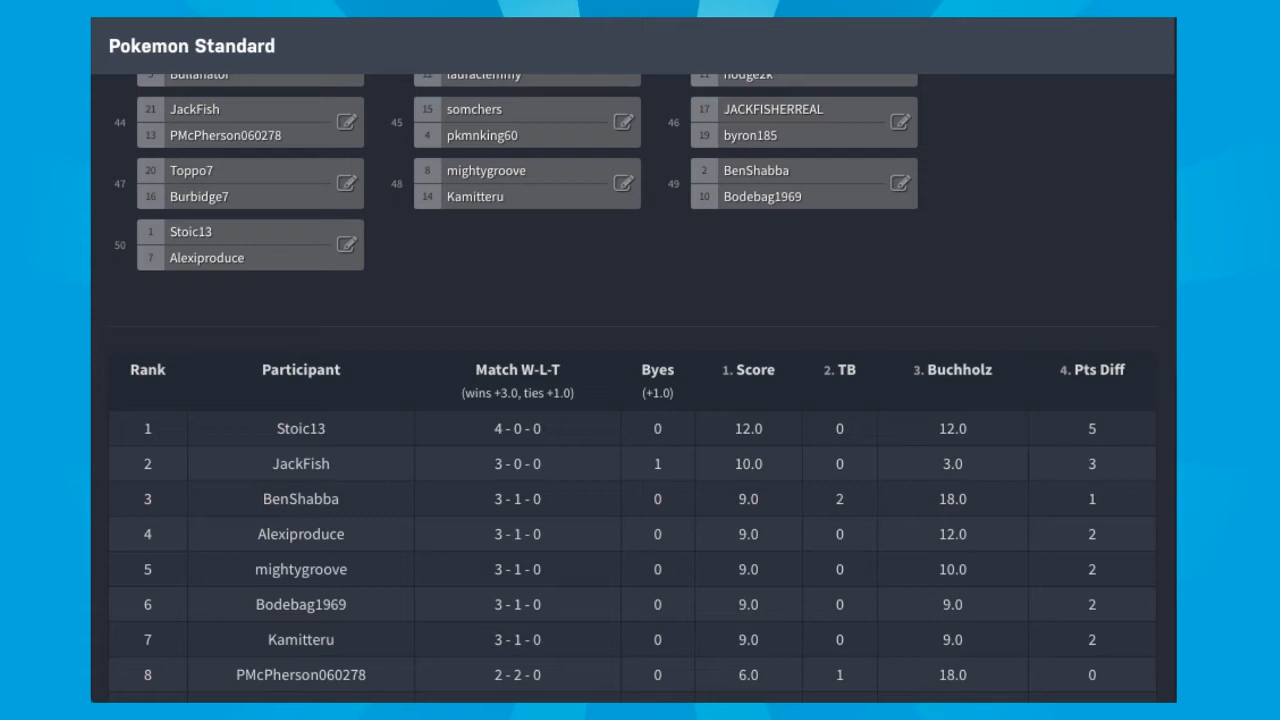 Pokemon Standard
5 Bullanator 12 lauraclemmy 11 hodge2k
44 21 JackFish 45 15 somchers 46 17 JACKFISHERREAL
13 PMcPherson060278 4 pkmnking60 19 byron185
47 20 Toppo7 48 8 mightygroove 49 2 BenShabba
16 Burbidge7 14 Kamitteru 10 Bodebag1969
50 1 Stoic13
7 Alexiproduce
Rank Participant Match W-L-T Byes 1. Score 2. TB 3. Buchholz 4. Pts Diff
(wins +3.0, ties +1.0) (+1.0)
1 Stoic13 4 - 0 - 0 0 12.0 0 12.0 5
2 JackFish 3 - 0 - 0 1 10.0 0 3.0 3
3 BenShabba 3 - 1 - 0 0 9.0 2 18.0 1
4 Alexiproduce 3 - 1 - 0 0 9.0 0 12.0 2
5 mightygroove 3 - 1 - 0 0 9.0 0 10.0 2
6 Bodebag1969 3 - 1 - 0 0 9.0 0 9.0 2
7 Kamitteru 3 - 1 - 0 0 9.0 0 9.0 2
8 PMcPherson060278 2 - 2 - 0 0 6.0 1 18.0 0